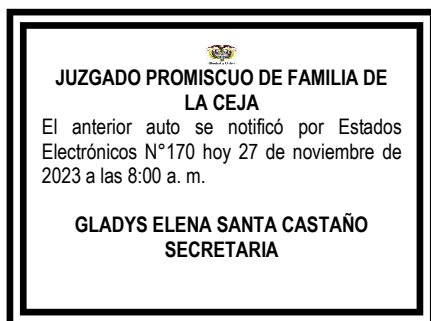 JUZGADO PROMISCUO DE FAMILIA DE
LA CEJA
El anterior auto se notificó por Estados
Electrónicos N°170 hoy 27 de noviembre de
2023 a las 8:00 a. m.
GLADYS ELENA SANTA CASTAÑO
SECRETARIA